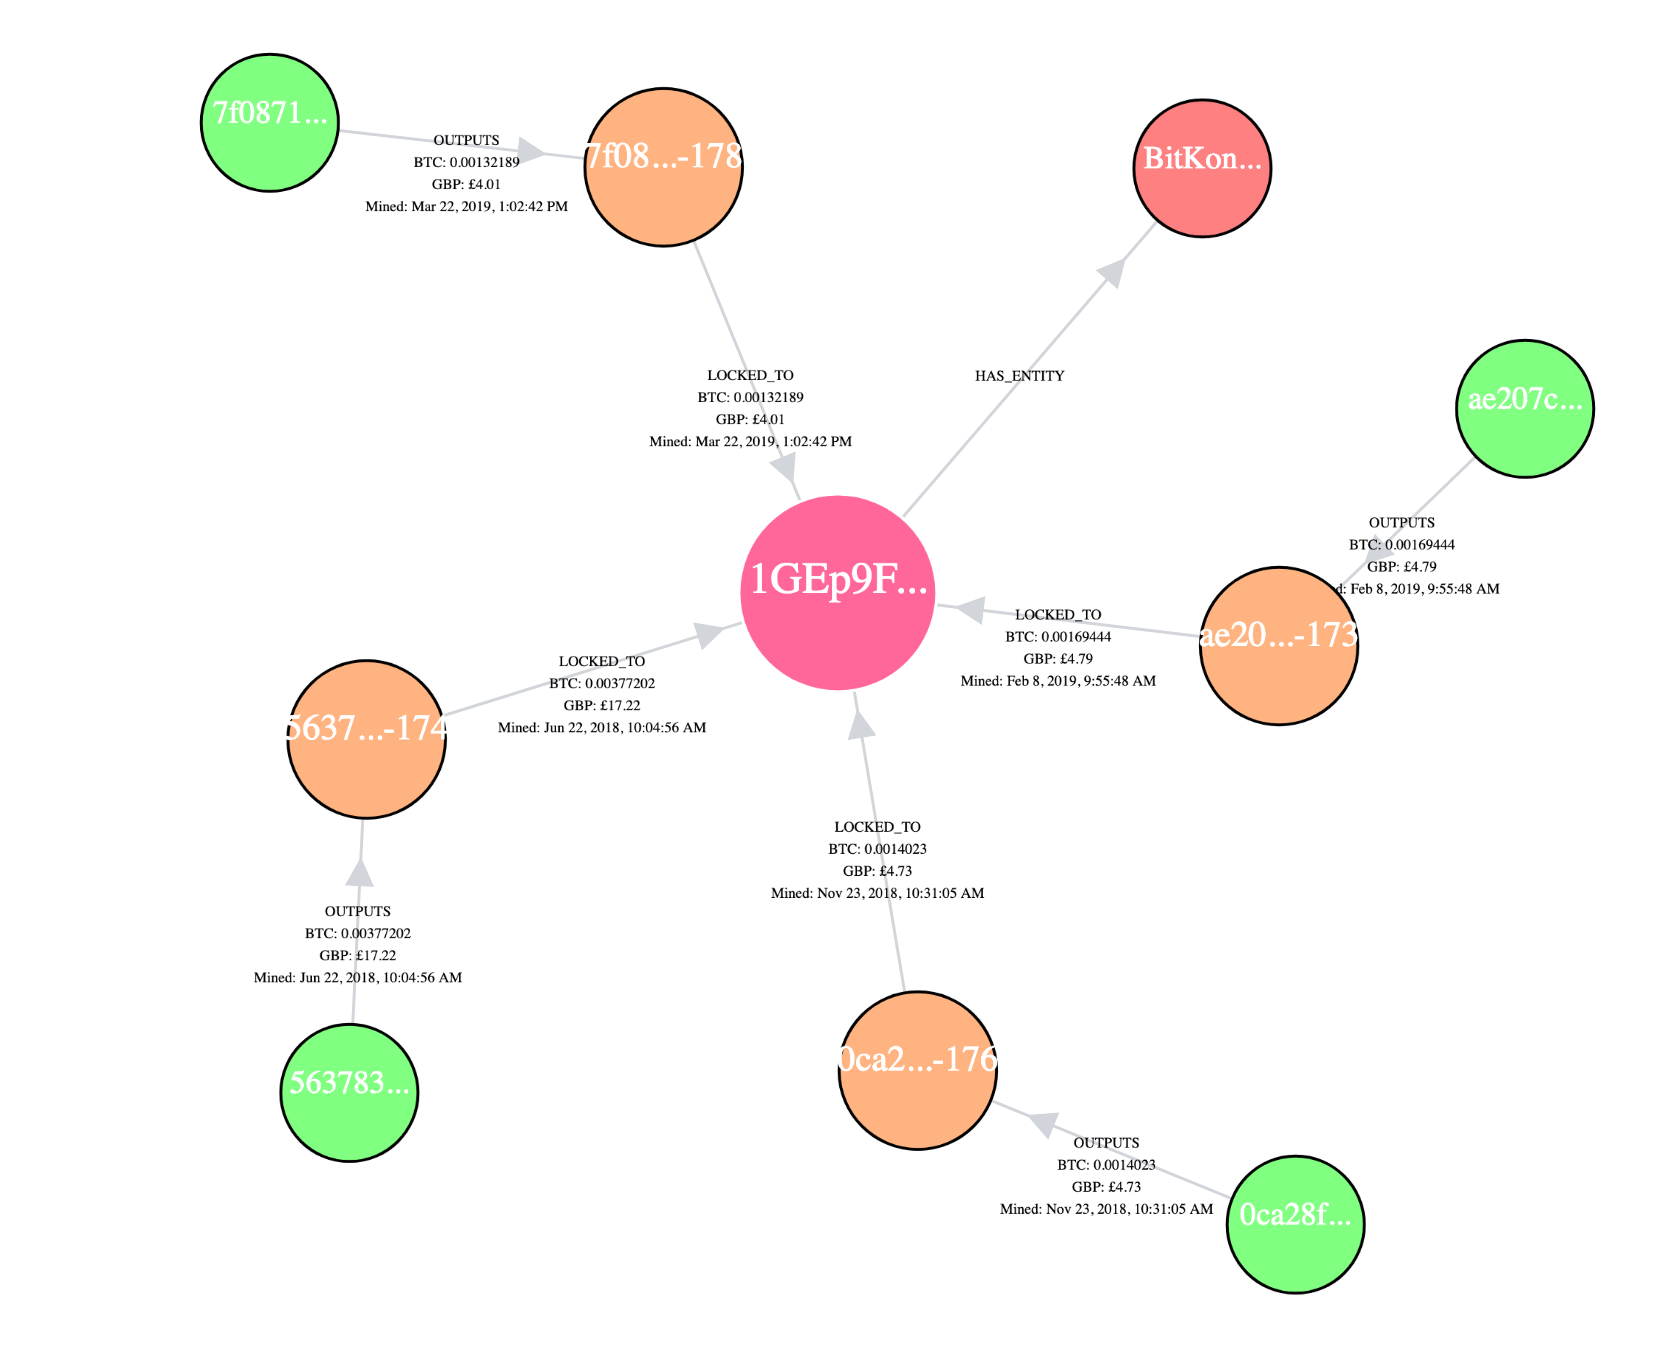 7f0871...
OUTPUTS
BTC: 0.00132189
GBP: £4.01
Mined: Mar 22, 2019, 1:02:42 PM
7f08...-178
BitKon...
LOCKED_TO
BTC: 0.00132189
GBP: £4.01
Mined: Mar 22, 2019, 1:02:42 PM
HAS_ENTITY
ae207c...
OUTPUTS
BTC: 0.00169444
GBP: £4.79
d: Feb 8, 2019, 9:55:48 AM
1GEp9F...
LOCKED_TO
BTC: 0.00169444
GBP: £4.79
Mined: Feb 8, 2019, 9:55:48 AM
ae20...-173
LOCKED_TO
BTC: 0.00377202
GBP: £17.22
Mined: Jun 22, 2018, 10:04:56 AM
5637...-174
LOCKED_TO
BTC: 0.0014023
GBP: £4.73
Mined: Nov 23, 2018, 10:31:05 AM
OUTPUTS
BTC: 0.00377202
GBP: £17.22
Mined: Jun 22, 2018, 10:04:56 AM
563783...
0ca2...-176
OUTPUTS
BTC: 0.0014023
GBP: £4.73
Mined: Nov 23, 2018, 10:31:05 AM
0ca28f...